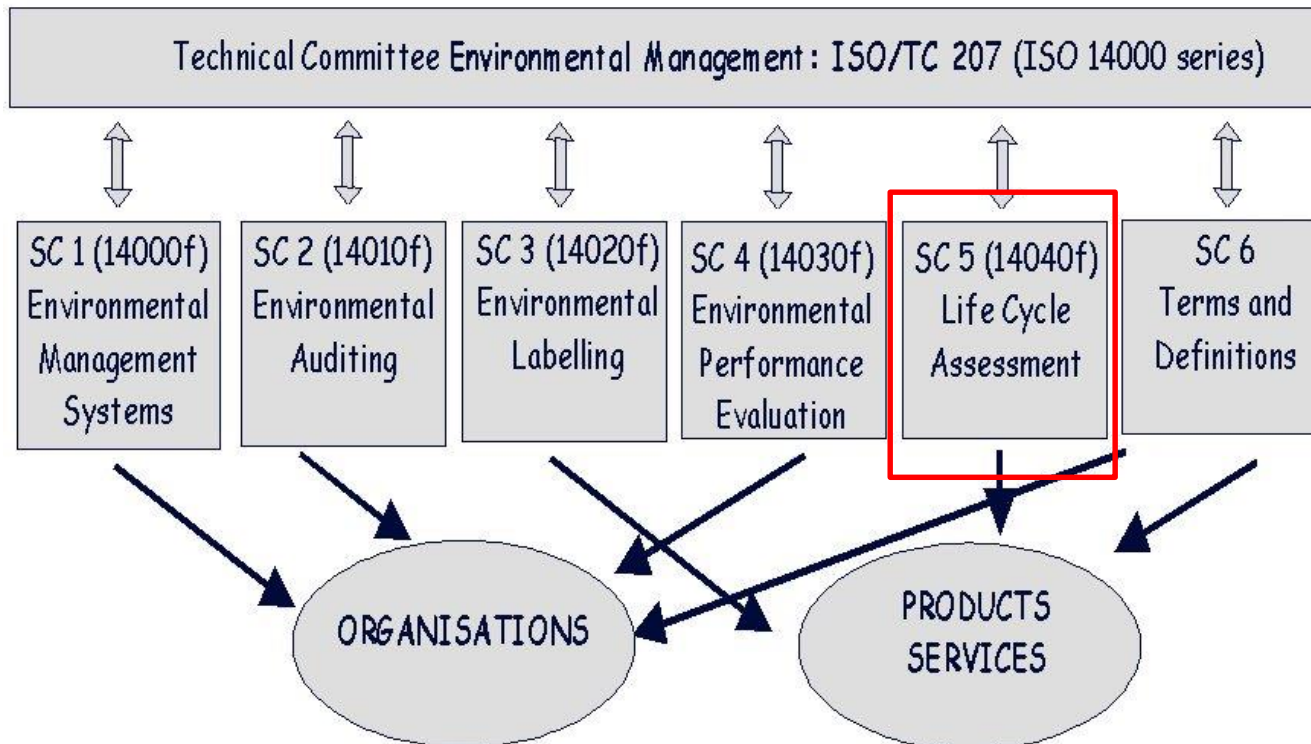 Technical Committee Environmental Management: ISO/TC 207 (ISO 14000 series)
SC 1 (14000f)
Environmental
Management
Systems
SC 2 (14010f)
Environmental
Auditing
SC 3 (14020f)
Environmental
Labelling
SC 4 (14030f)
Environmental
Performance
Evaluation
SC 5 (14040f)
Life Cycle
Assessment
SC 6
Terms and
Definitions
ORGANISATIONS
PRODUCTS
SERVICES